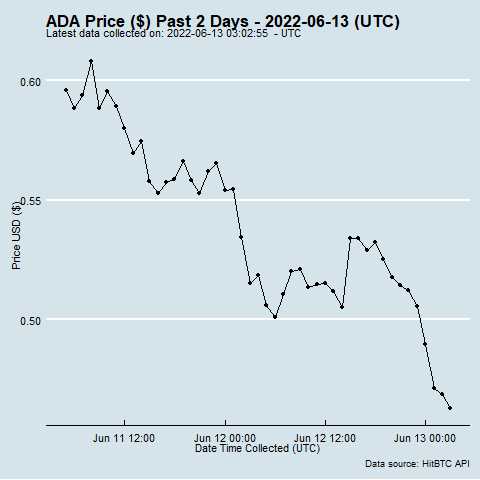 ADA Price ($) Past 2 Days - 2022-06-13 (UTC)
Latest data collected on: 2022-06-13 03:02:55 - UTC
0.60
0.55
0.50
Price USD ($)
Jun 11 12:00
Jun 12 00:00
Jun 12 12:00
Jun 13 00:00
Date Time Collected (UTC)
Data source: HitBTC API